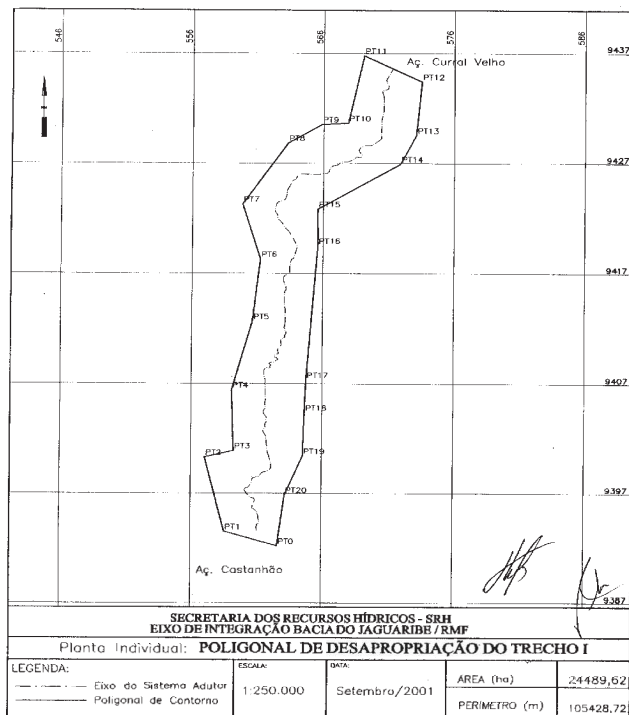 546 556 566 576 586
9437
PT11
Aç. Curral Velho
PT12
PT9 PT10
PT13
PT8
PT14
9427
PT7
PT15
PT16
PT6
9417
PT5
PT17
PT4
9407
PT18
PT3
PT2
PT19
PT20
9397
PT1
PT0
Aç. Castanhão
9387
SECRETARIA DOS RECURSOS HÍDRICOS - SRH
EIXO DE INTEGRAÇÃO BACIA DO JAGUARIBE / RMF
Planta Individual: POLIGONAL DE DESAPROPRIAÇÃO DO TRECHO I
LEGENDA:
Eixo do Sistema Adutor
Poligonal de Contorno
ESCALA:
1:250.000
DATA:
Setembro/2001
AREA (ha) 24489,62
PERIMETRO (m) 105428,72